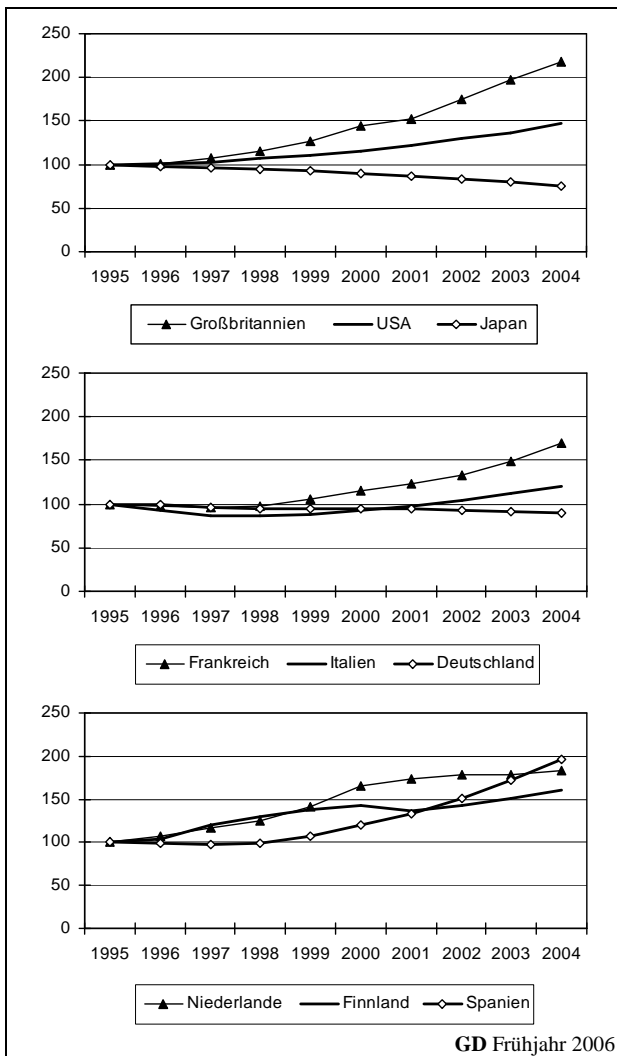 250
200
150
100
50
0
1995 1996 1997 1998 1999 2000 2001 2002 2003 2004
Großbritannien USA Japan
250
200
150
100
50
0
1995 1996 1997 1998 1999 2000 2001 2002 2003 2004
Frankreich Italien Deutschland
250
200
150
100
50
0
1995 1996 1997 1998 1999 2000 2001 2002 2003 2004
Niederlande Finnland Spanien
GD Frühjahr 2006